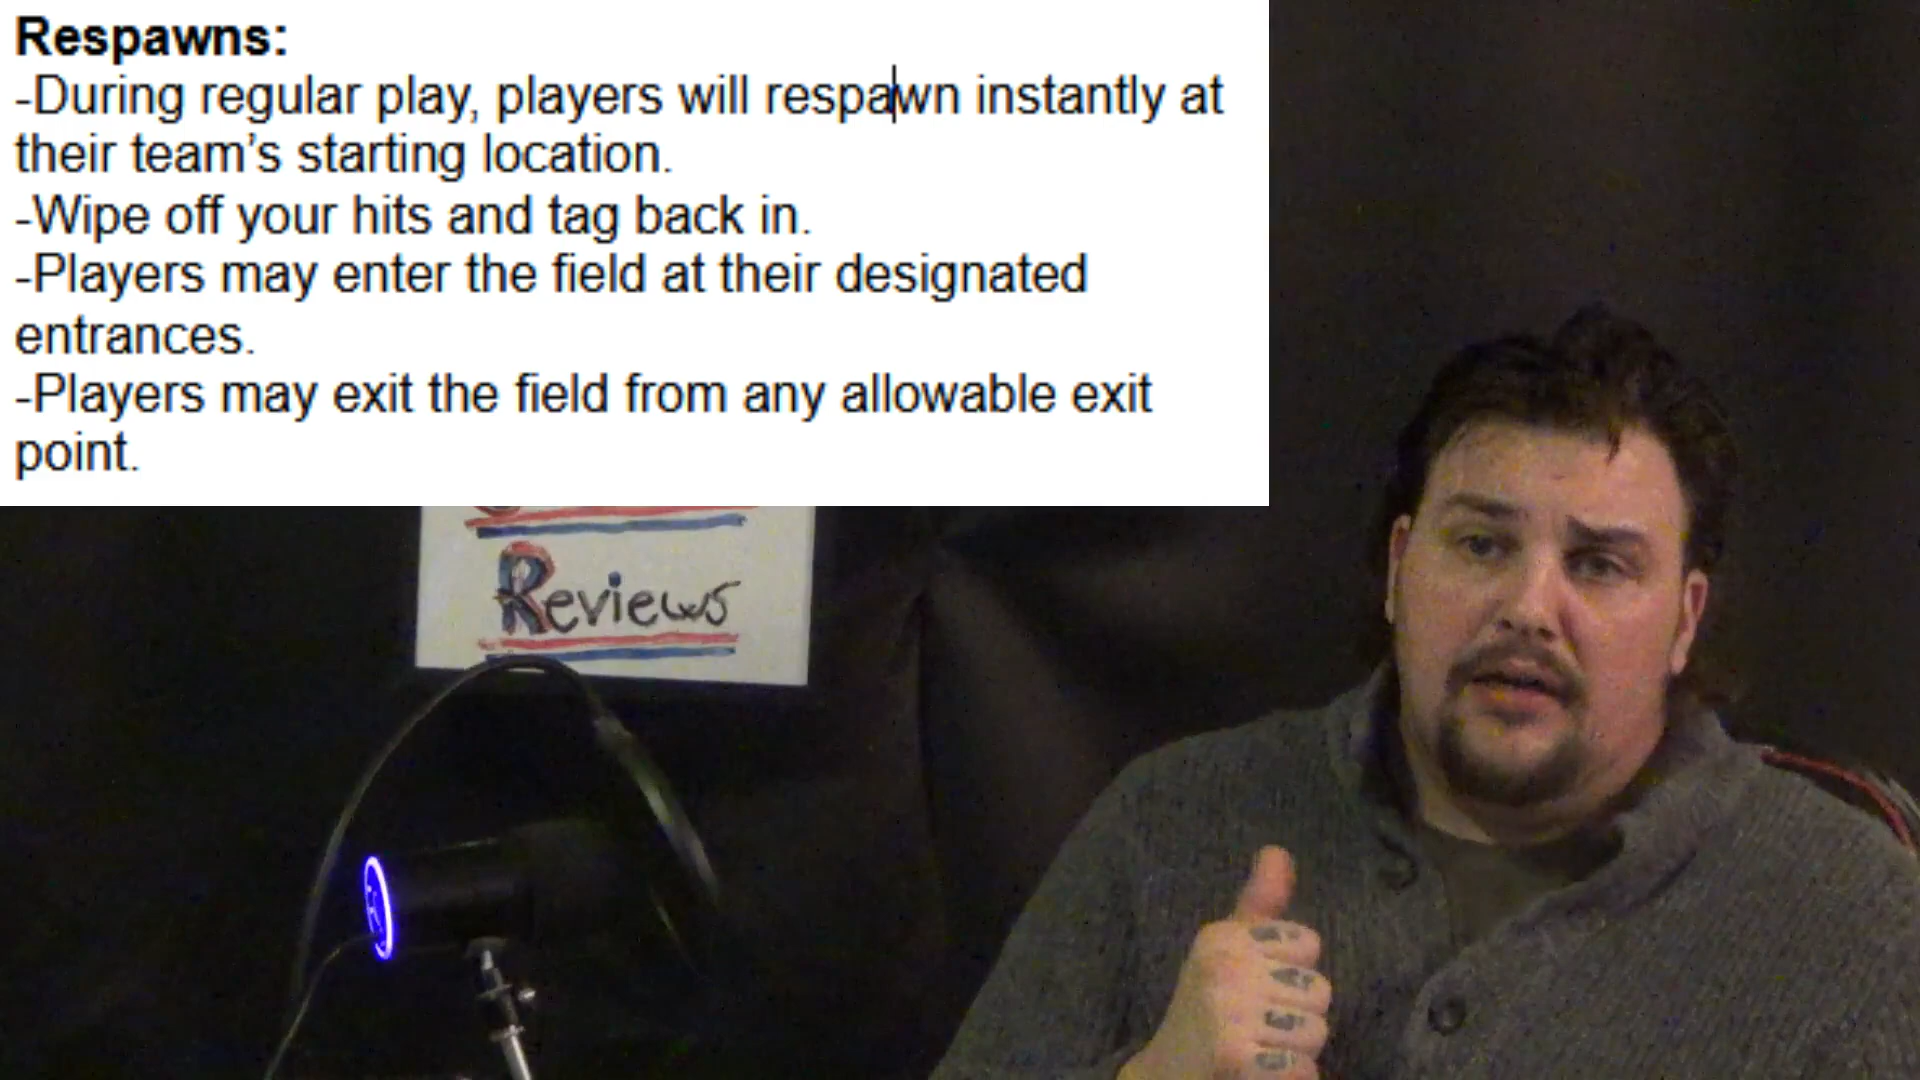 Respawns:
-During regular play, players will respawn instantly at
their team’s starting location.
-Wipe off your hits and tag back in.
-Players may enter the field at their designated
entrances.
-Players may exit the field from any allowable exit
point.
Reviews